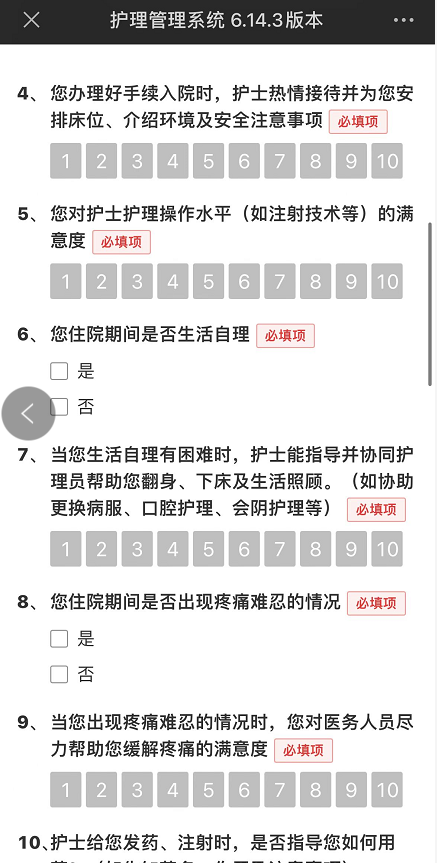 护理管理系统 6.14.3版本
4、您办理好手续入院时，护士热情接待并为您安
排床位、介绍环境及安全注意事项 必填项
1 2 3 4 5 6 7 8 9 10
5、您对护士护理操作水平（如注射技术等）的满
意度 必填项
1 2 3 4 5 6 7 8 9 10
6、您住院期间是否生活自理 必填项
是
否
7、当您生活自理有困难时，护士能指导并协同护
理员帮助您翻身、下床及生活照顾。（如协助
更换病服、口腔护理、会阴护理等） 必填项
1 2 3 4 5 6 7 8 9 10
8、您住院期间是否出现疼痛难忍的情况 必填项
是
否
9、当您出现疼痛难忍的情况时，您对医务人员尽
力帮助您缓解疼痛的满意度 必填项
1 2 3 4 5 6 7 8 9 10
10、护士给您发药、注射时，是否指导您如何用